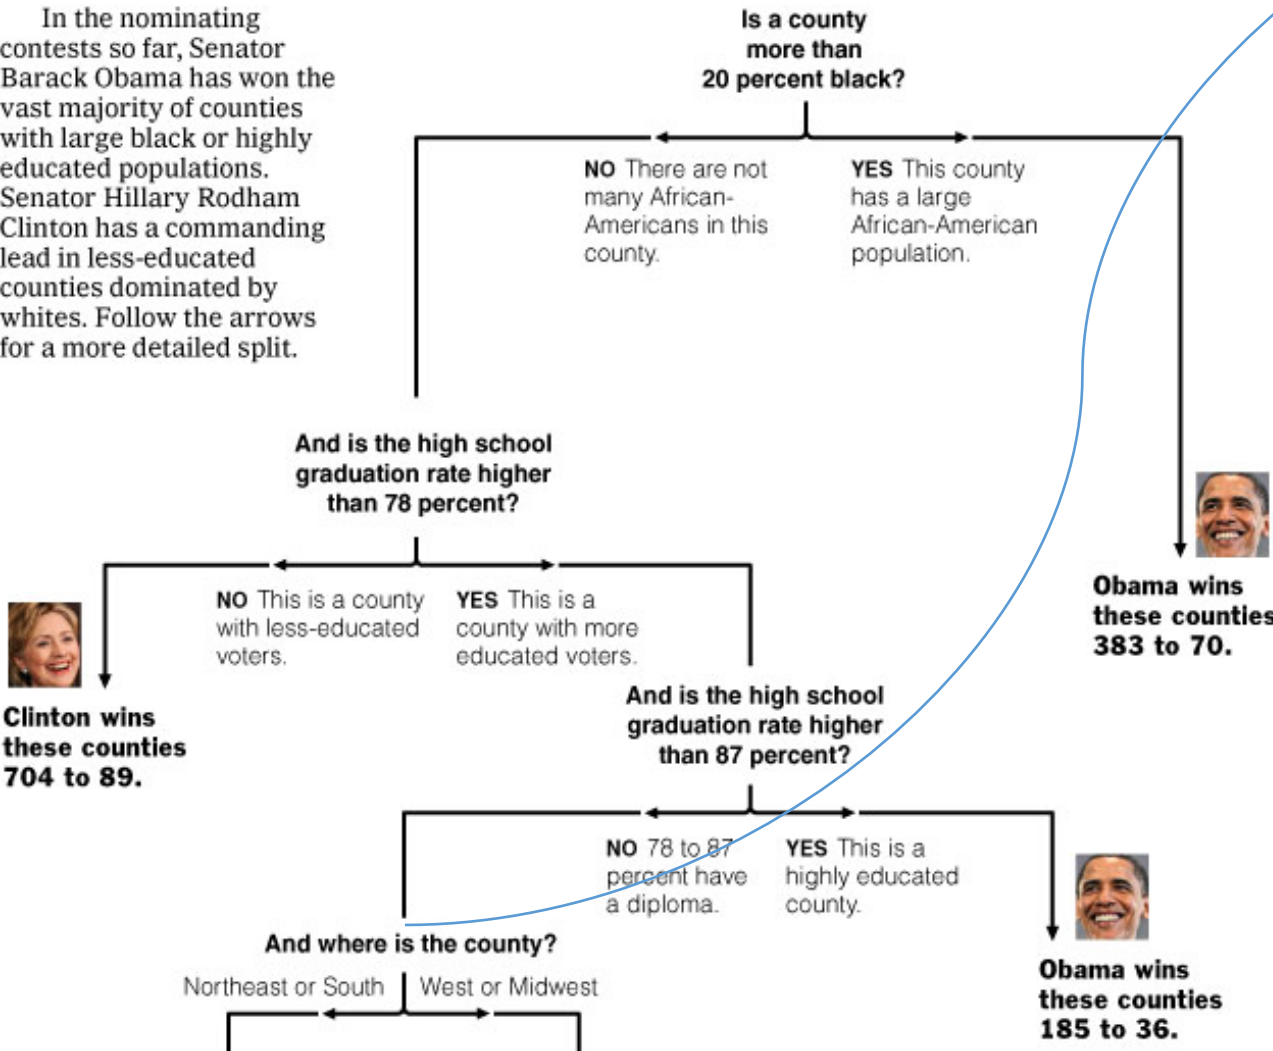 In the nominating
contests so far, Senator
Barack Obama has won the
vast majority of counties
with large black or highly
educated populations.
Senator Hillary Rodham
Clinton has a commanding
lead in less-educated
counties dominated by
whites. Follow the arrows
for a more detailed split.
Is a county
more than
20 percent black?
NO There are not
many African-
Americans in this
county.
YES This county
has a large
African-American
population.
And is the high school
graduation rate higher
than 78 percent?
Obama wins
these counties
383 to 70.
NO This is a county
with less-educated
voters.
YES This is a
county with more
educated voters.
Clinton wins
these counties
704 to 89.
And is the high school
graduation rate higher
than 87 percent?
NO 78 to 87
percent have
a diploma.
YES This is a
highly educated
county.
Obama wins
these counties
185 to 36.
And where is the county?
Northeast or South
West or Midwest